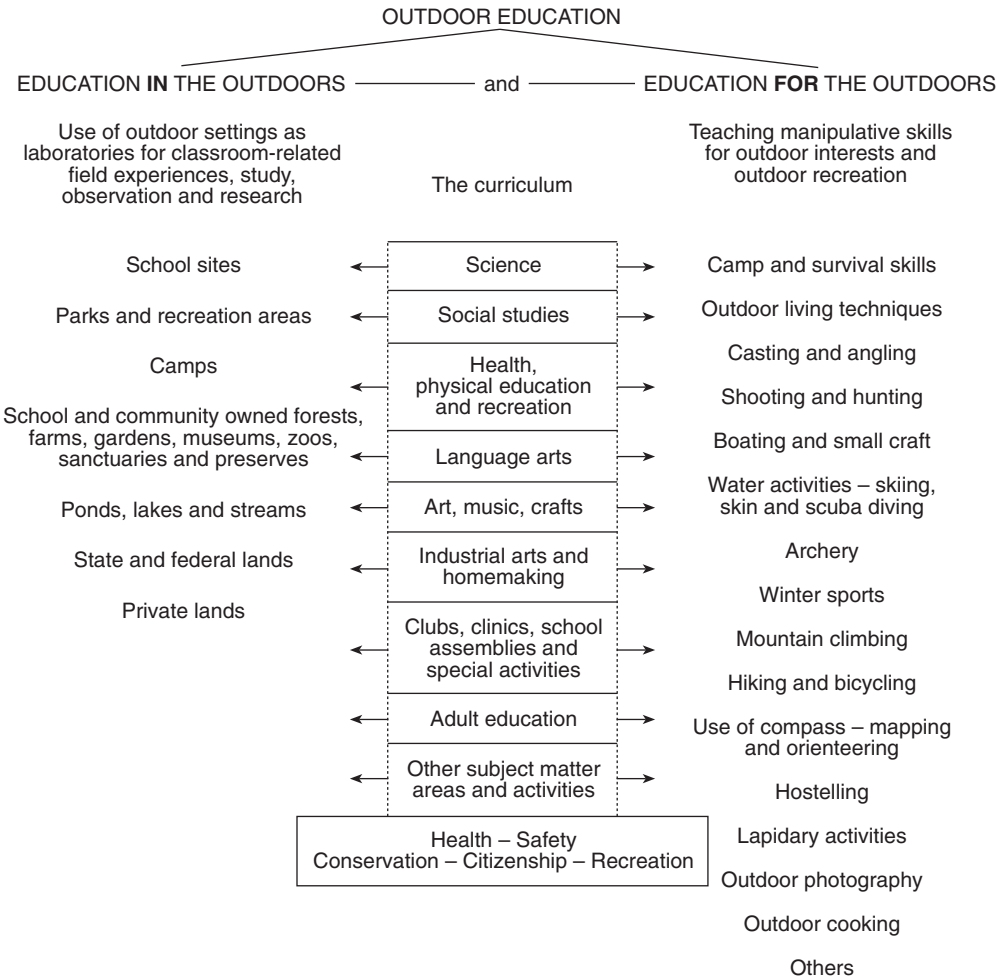 OUTDOOR EDUCATION
EDUCATION IN THE OUTDOORS
and
EDUCATION FOR THE OUTDOORS
Use of outdoor settings as
laboratories for classroom-related
field experiences, study,
observation and research
The curriculum
Teaching manipulative skills
for outdoor interests and
outdoor recreation
School sites
Parks and recreation areas
Camps
School and community owned forests,
farms, gardens, museums, zoos,
sanctuaries and preserves
Ponds, lakes and streams
State and federal lands
Private lands
Science
Social studies
Health,
physical education
and recreation
Language arts
Art, music, crafts
Industrial arts and
homemaking
Clubs, clinics, school
assemblies and
special activities
Adult education
Other subject matter
areas and activities
Health – Safety
Conservation – Citizenship – Recreation
Camp and survival skills
Outdoor living techniques
Casting and angling
Shooting and hunting
Boating and small craft
Water activities – skiing,
skin and scuba diving
Archery
Winter sports
Mountain climbing
Hiking and bicycling
Use of compass – mapping
and orienteering
Hostelling
Lapidary activities
Outdoor photography
Outdoor cooking
Others